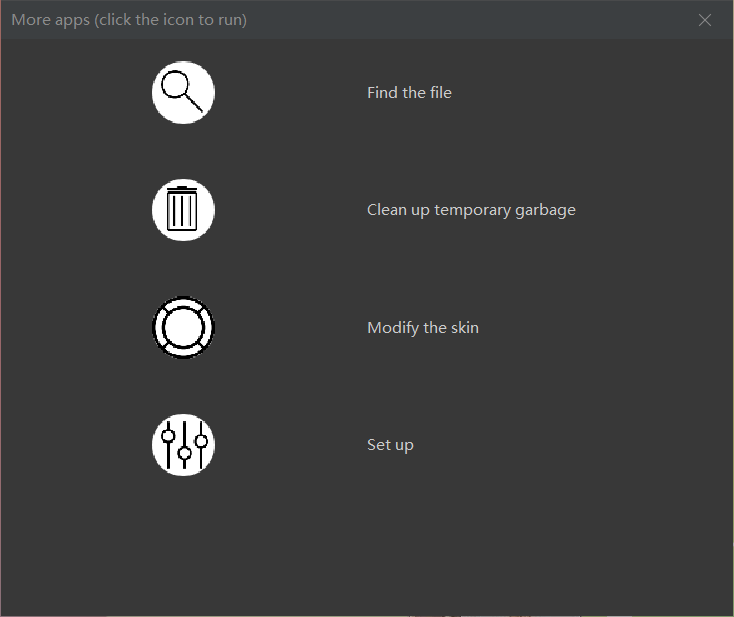 More apps (click the icon to run)
Find the file
Clean up temporary garbage
Modify the skin
Set up